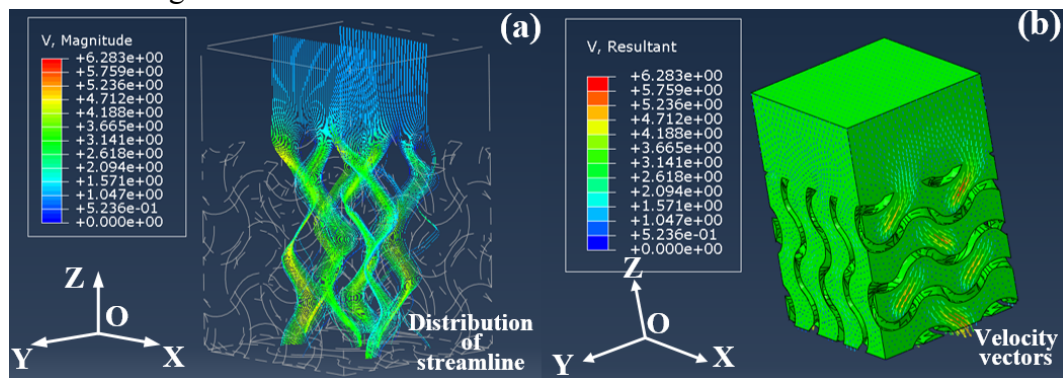 (a)
V, Magnitude
+6.283e+00
+5.759e+00
+5.236e+00
+4.712e+00
+4.188e+00
+3.665e+00
+3.141e+00
+2.618e+00
+2.094e+00
+1.571e+00
+1.047e+00
+5.236e-01
+0.000e+00
Z
O
Y
X
Distribution
of
streamline
(b)
V, Resultant
+6.283e+00
+5.759e+00
+5.236e+00
+4.712e+00
+4.188e+00
+3.665e+00
+3.141e+00
+2.618e+00
+2.094e+00
+1.571e+00
+1.047e+00
+5.236e-01
+0.000e+00
Z
O
Y
X
Velocity
vectors